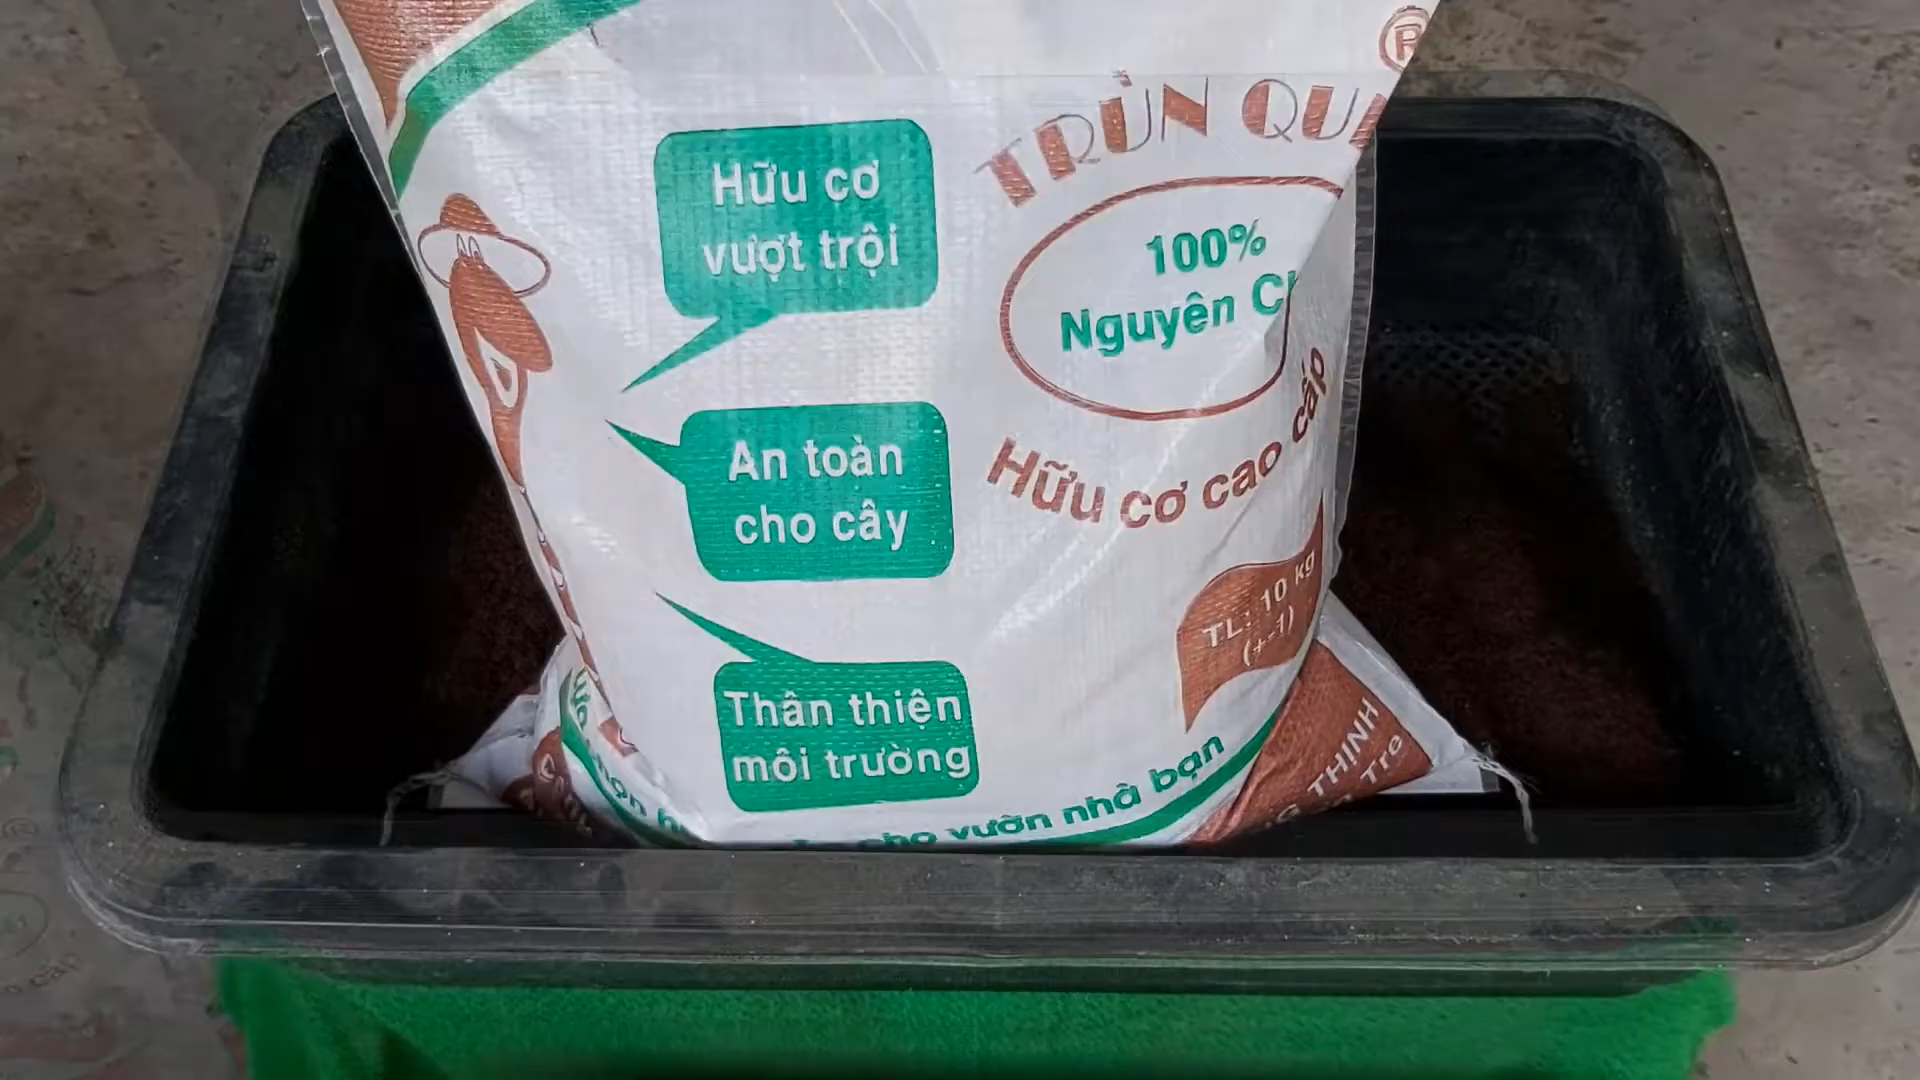 ®
TRÙN QU
Hữu cơ
vượt trội
100%
Nguyên
An toàn
cho cây
Hữu cơ cao cấp
TL: 10 kg
(+-1)
Thân thiện
môi trường
cho vườn nhà bạn
THỊNH
Tre